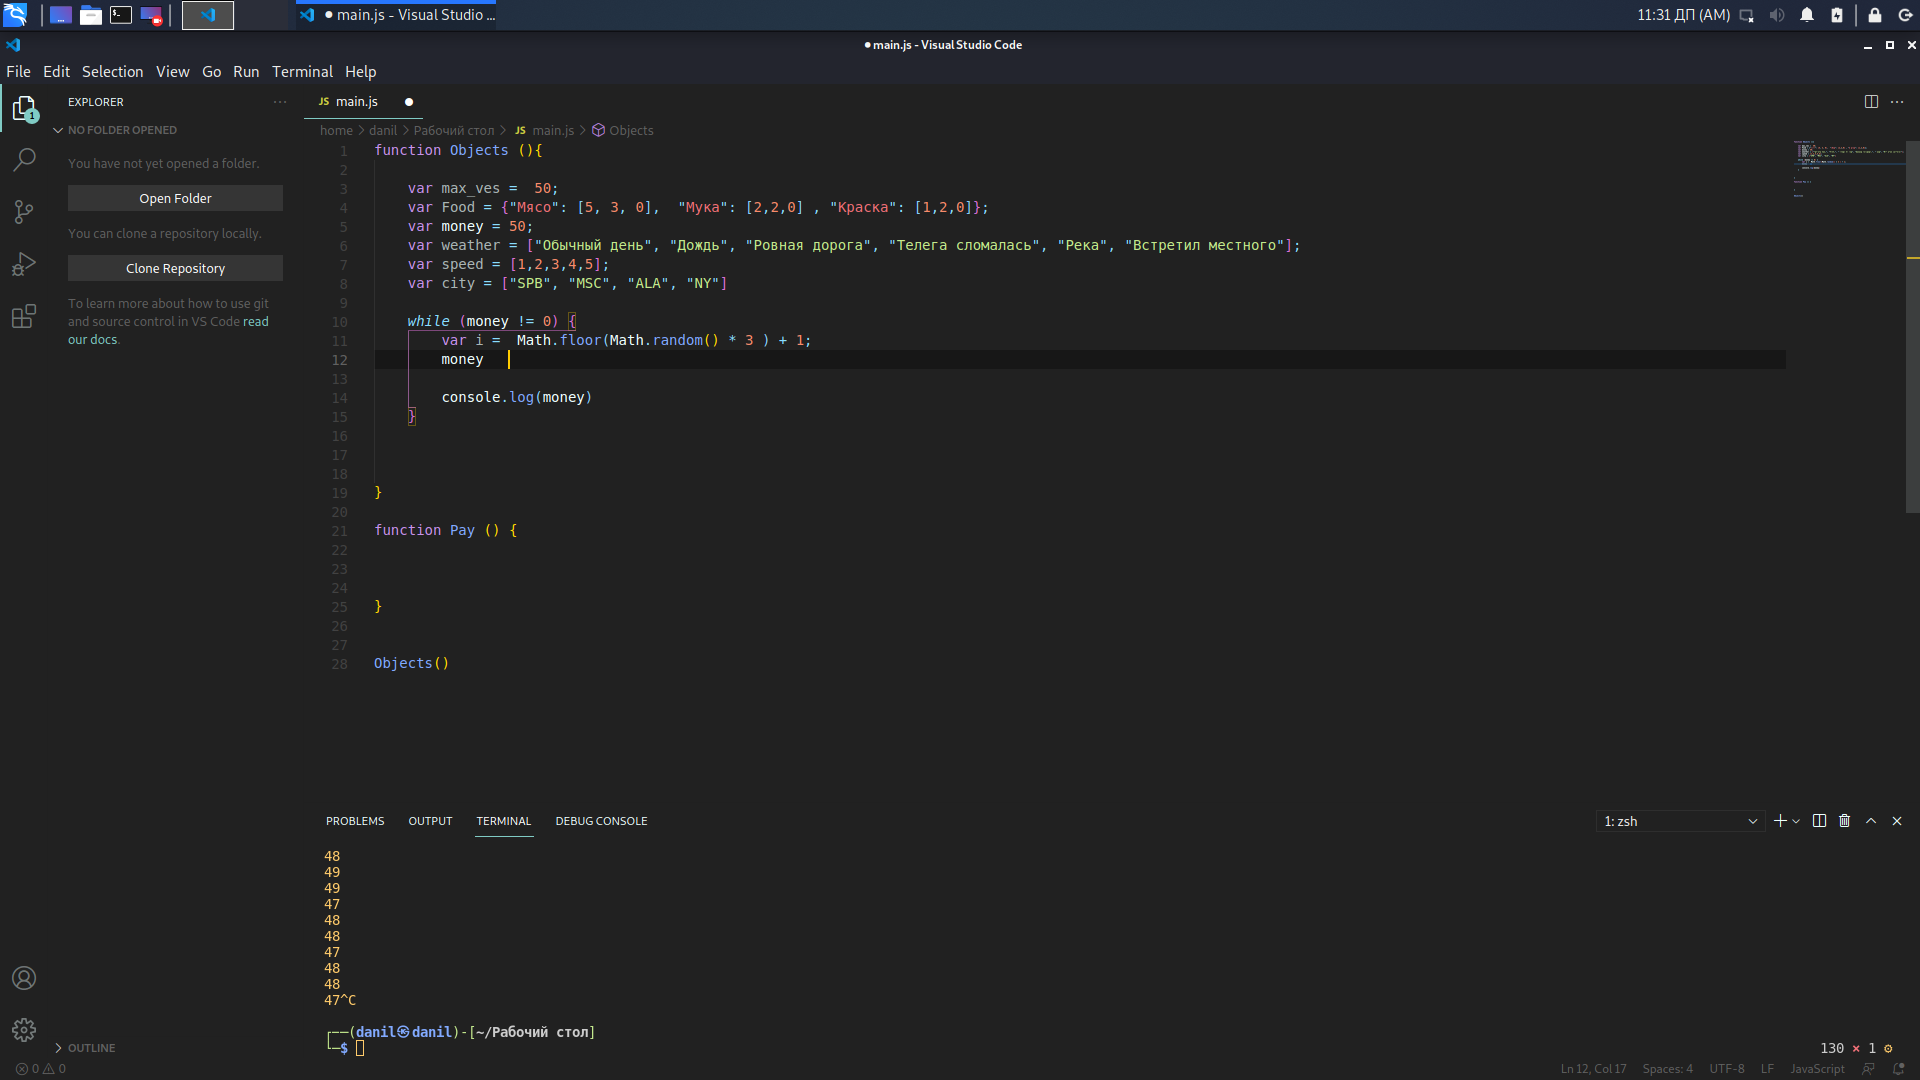 main.js - Visual Studio ...
11:31 ДП (AM)
main.js - Visual Studio Code
File Edit Selection View Go Run Terminal Help
EXPLORER
NO FOLDER OPENED
You have not yet opened a folder.
Open Folder
You can clone a repository locally.
Clone Repository
To learn more about how to use git
and source control in VS Code read
our docs.
1
OUTLINE
JS main.js
home > danil > Рабочий стол > JS main.js > Objects
1 function Objects (){
2
3 var max_ves =  50;
4 var Food = {"Мясо": [5, 3, 0],  "Мука": [2,2,0] , "Краска": [1,2,0]};
5 var money = 50;
6 var weather = ["Обычный день", "Дождь", "Ровная дорога", "Телега сломалась", "Река", "Встретил местного"];
7 var speed = [1,2,3,4,5];
8 var city = ["SPB", "MSC", "ALA", "NY"]
9
10 while (money != 0) {
11 var i =  Math.floor(Math.random() * 3 ) + 1;
12 money
13
14 console.log(money)
15 }
16
17
18
19 }
20
21 function Pay () {
22
23
24
25 }
26
27
28 Objects()
PROBLEMS OUTPUT TERMINAL DEBUG CONSOLE
1: zsh
48
49
49
47
48
48
47
48
48
47^C
┌──(danil㉿danil)-[~/Рабочий стол]
└─$
130 × 1 ⚙
0 0
Ln 12, Col 17 Spaces: 4 UTF-8 LF JavaScript